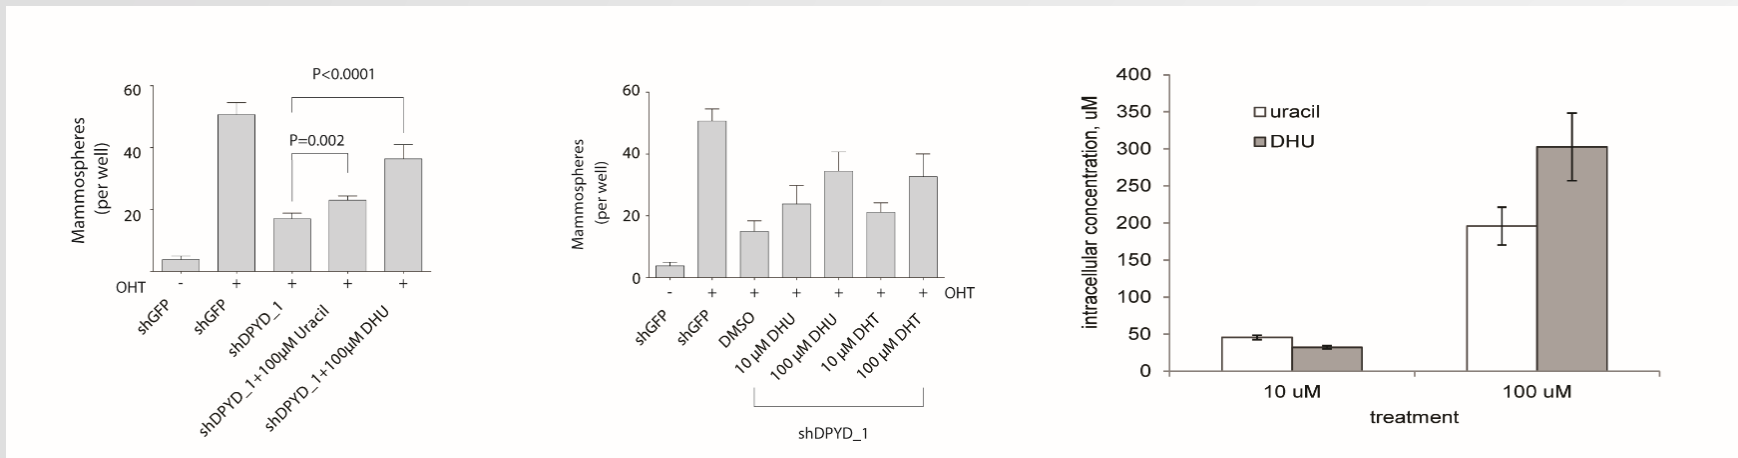 P<0.0001
P=0.002
60
40
20
Mammospheres
(per well)
OHT - + + + +
shGFP
shGFP
shDPYD_1
shDPYD_1+100µM Uracil
shDPYD_1+100µM DHU
60
40
20
0
Mammospheres
(per well)
- + + + + + + OHT
shGFP
shGFP
DMSO
10 µM DHU
100 µM DHU
10 µM DHT
100 µM DHT
shDPYD_1
400
350
300
250
200
150
100
50
0
intracellular concentration, uM
uracil
DHU
10 uM 100 uM
treatment